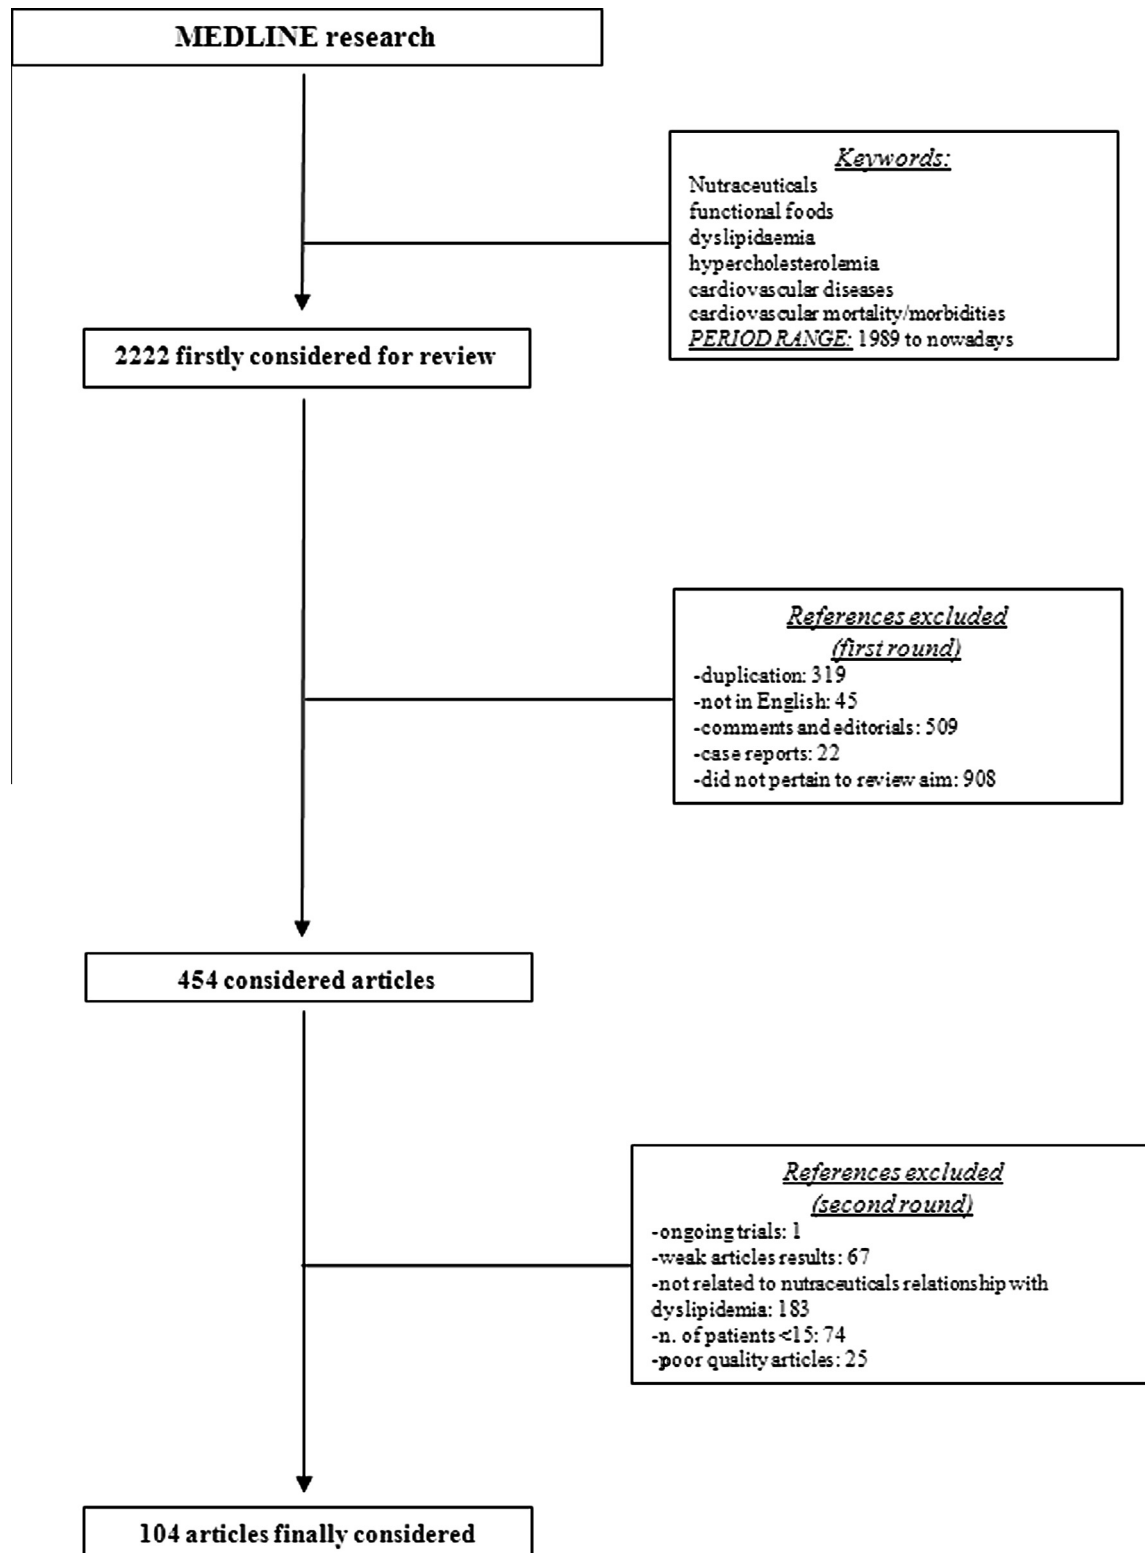 MEDLINE research
Keywords:
Nutraceuticals
functional foods
dyslipidaemia
hypercholesterolemia
cardiovascular diseases
cardiovascular mortality/morbidities
PERIOD RANGE: 1989 to nowadays
2222 firstly considered for review
References excluded
(first round)
-duplication: 319
-not in English: 45
-comments and editorials: 509
-case reports: 22
-did not pertain to review aim: 908
454 considered articles
References excluded
(second round)
-ongoing trials: 1
-weak articles results: 67
-not related to nutraceuticals relationship with
dyslipidemia: 183
-n. of patients <15: 74
-poor quality articles: 25
104 articles finally considered